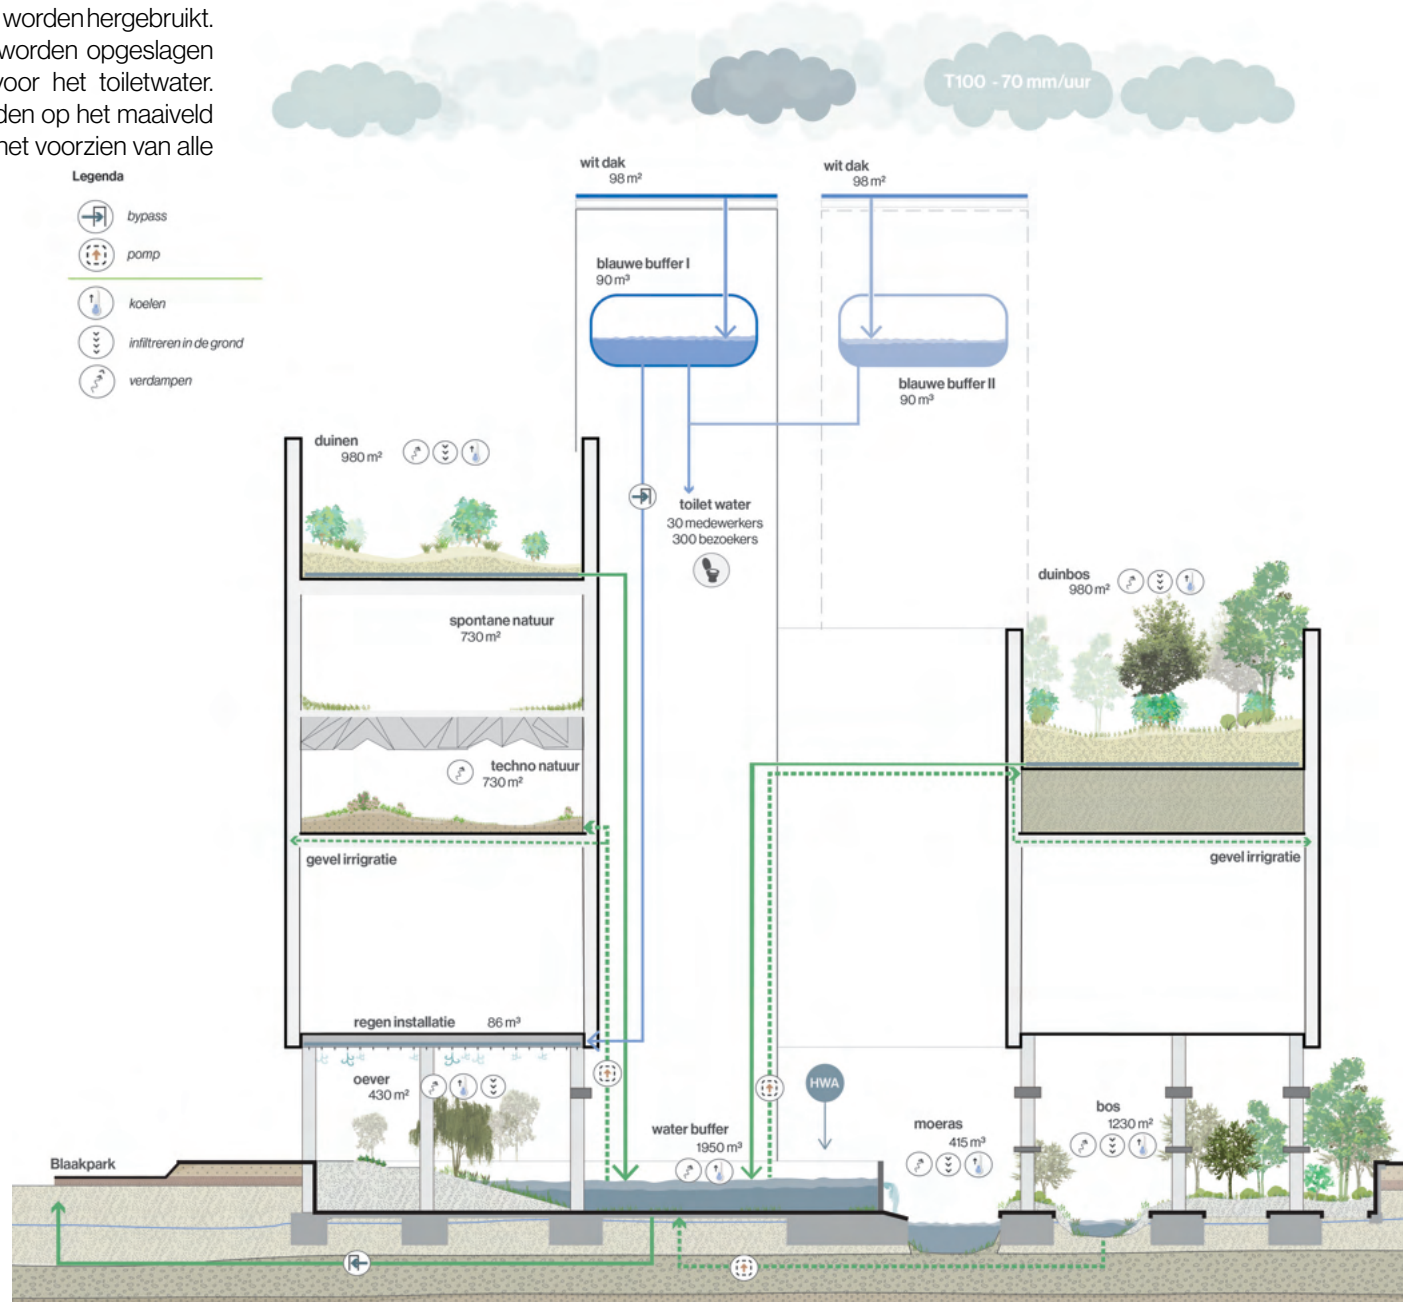 worden hergebruikt.
worden opgeslagen
voor het toiletwater.
den op het maaiveld
het voorzien van alle
Legenda
bypass
pomp
koelen
infiltreren in de grond
verdampen
T100 - 70 mm/uur
wit dak
98 m²
wit dak
98 m²
blauwe buffer I
90 m³
blauwe buffer II
90 m³
duinen
980 m²
toilet water
30 medewerkers
300 bezoekers
duinbos
980 m²
spontane natuur
730 m²
techno natuur
730 m²
gevel irrigratie
gevel irrigratie
regen installatie 86 m³
oever
430 m²
HWA
water buffer
1950 m³
moeras
415 m³
bos
1230 m²
Blaakpark